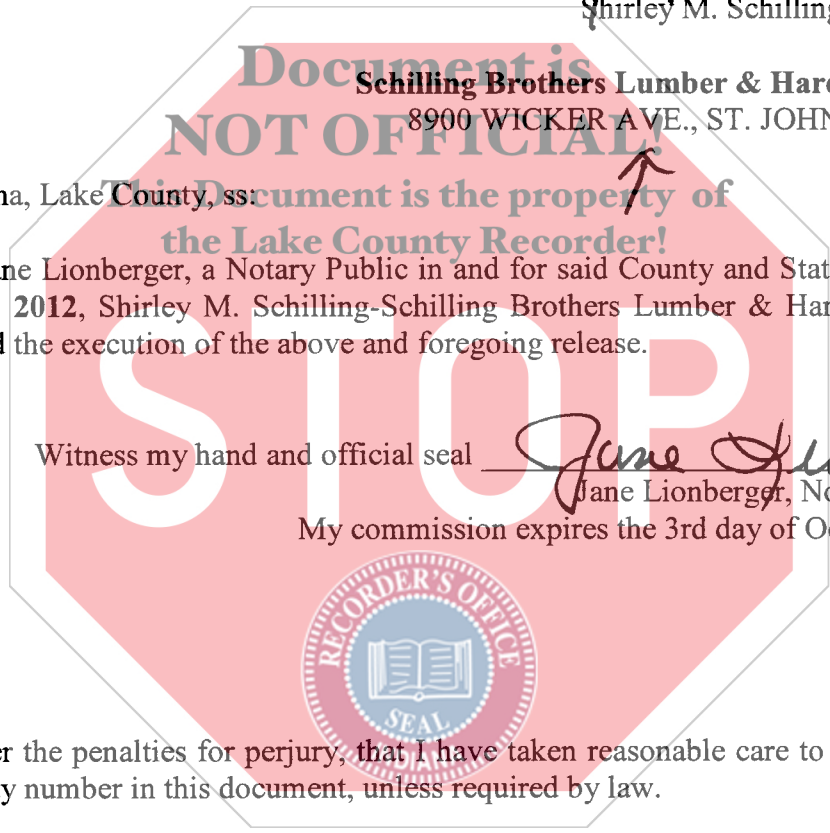 Shirley M. Schilling
Document is
Schilling Brothers Lumber & Hard
NOT OFFICIAL!
8900 WICKER AVE., ST. JOHN
na, Lake County, ss:
This Document is the property of
the Lake County Recorder!
ne Lionberger, a Notary Public in and for said County and Stat
2012, Shirley M. Schilling-Schilling Brothers Lumber & Har
d the execution of the above and foregoing release.
STOP
Witness my hand and official seal Jane
Jane Lionberger, No
My commission expires the 3rd day of O
RECORDER'S OFFICE
SEAL
er the penalties for perjury, that I have taken reasonable care to
y number in this document, unless required by law.